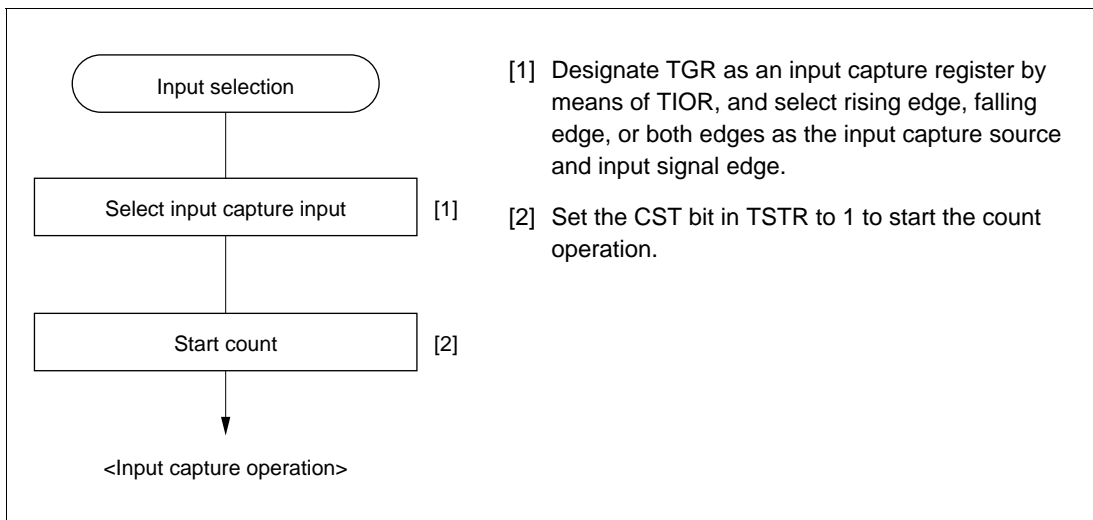 Input selection
Select input capture input
[1]
Start count
[2]
<Input capture operation>
[1] Designate TGR as an input capture register by
means of TIOR, and select rising edge, falling
edge, or both edges as the input capture source
and input signal edge.
[2] Set the CST bit in TSTR to 1 to start the count
operation.